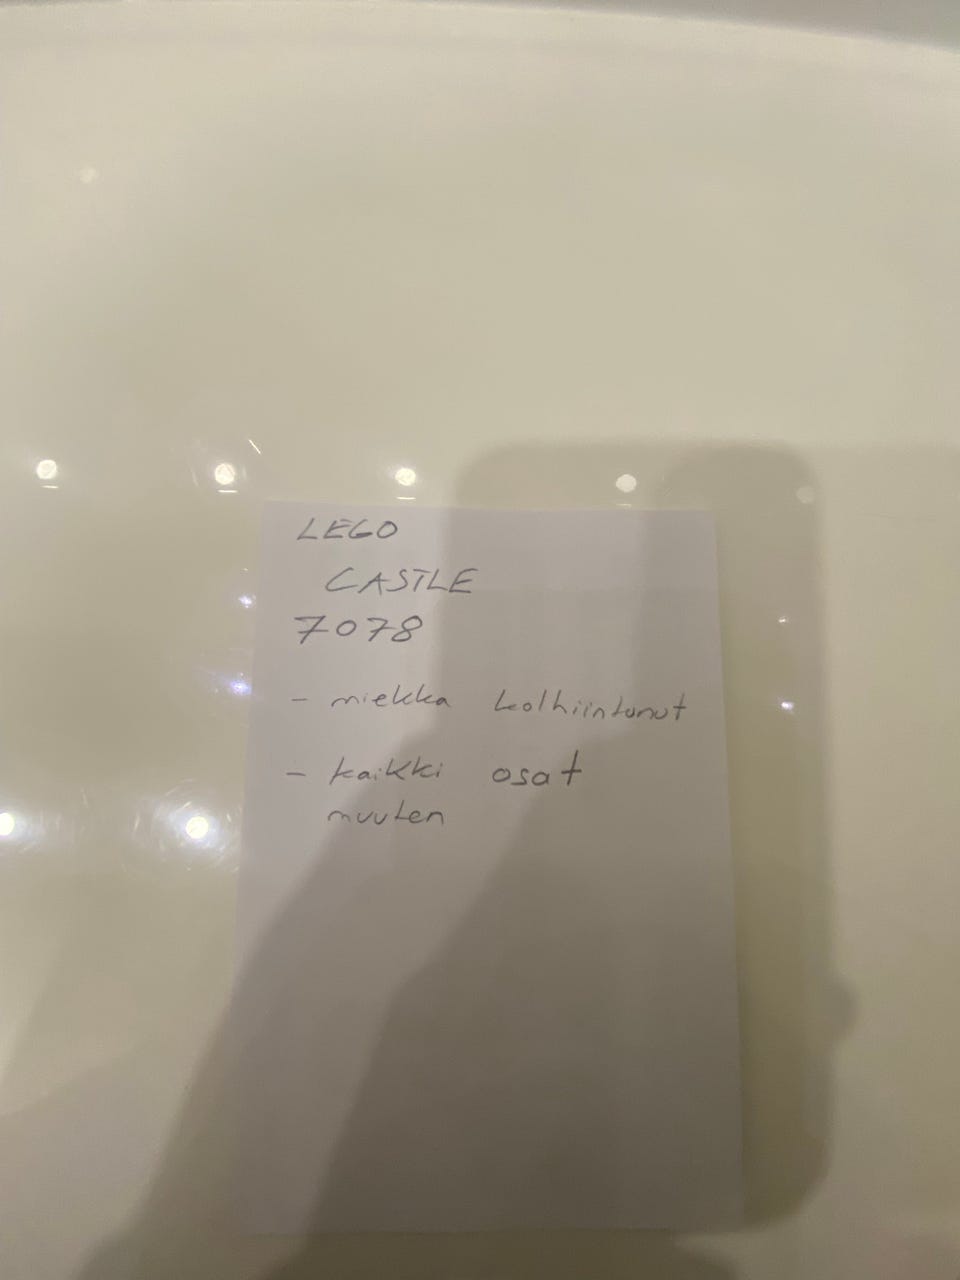 LEGO
CASTLE
7078
- miekka kolhiintunut
- kaikki osat
muuten